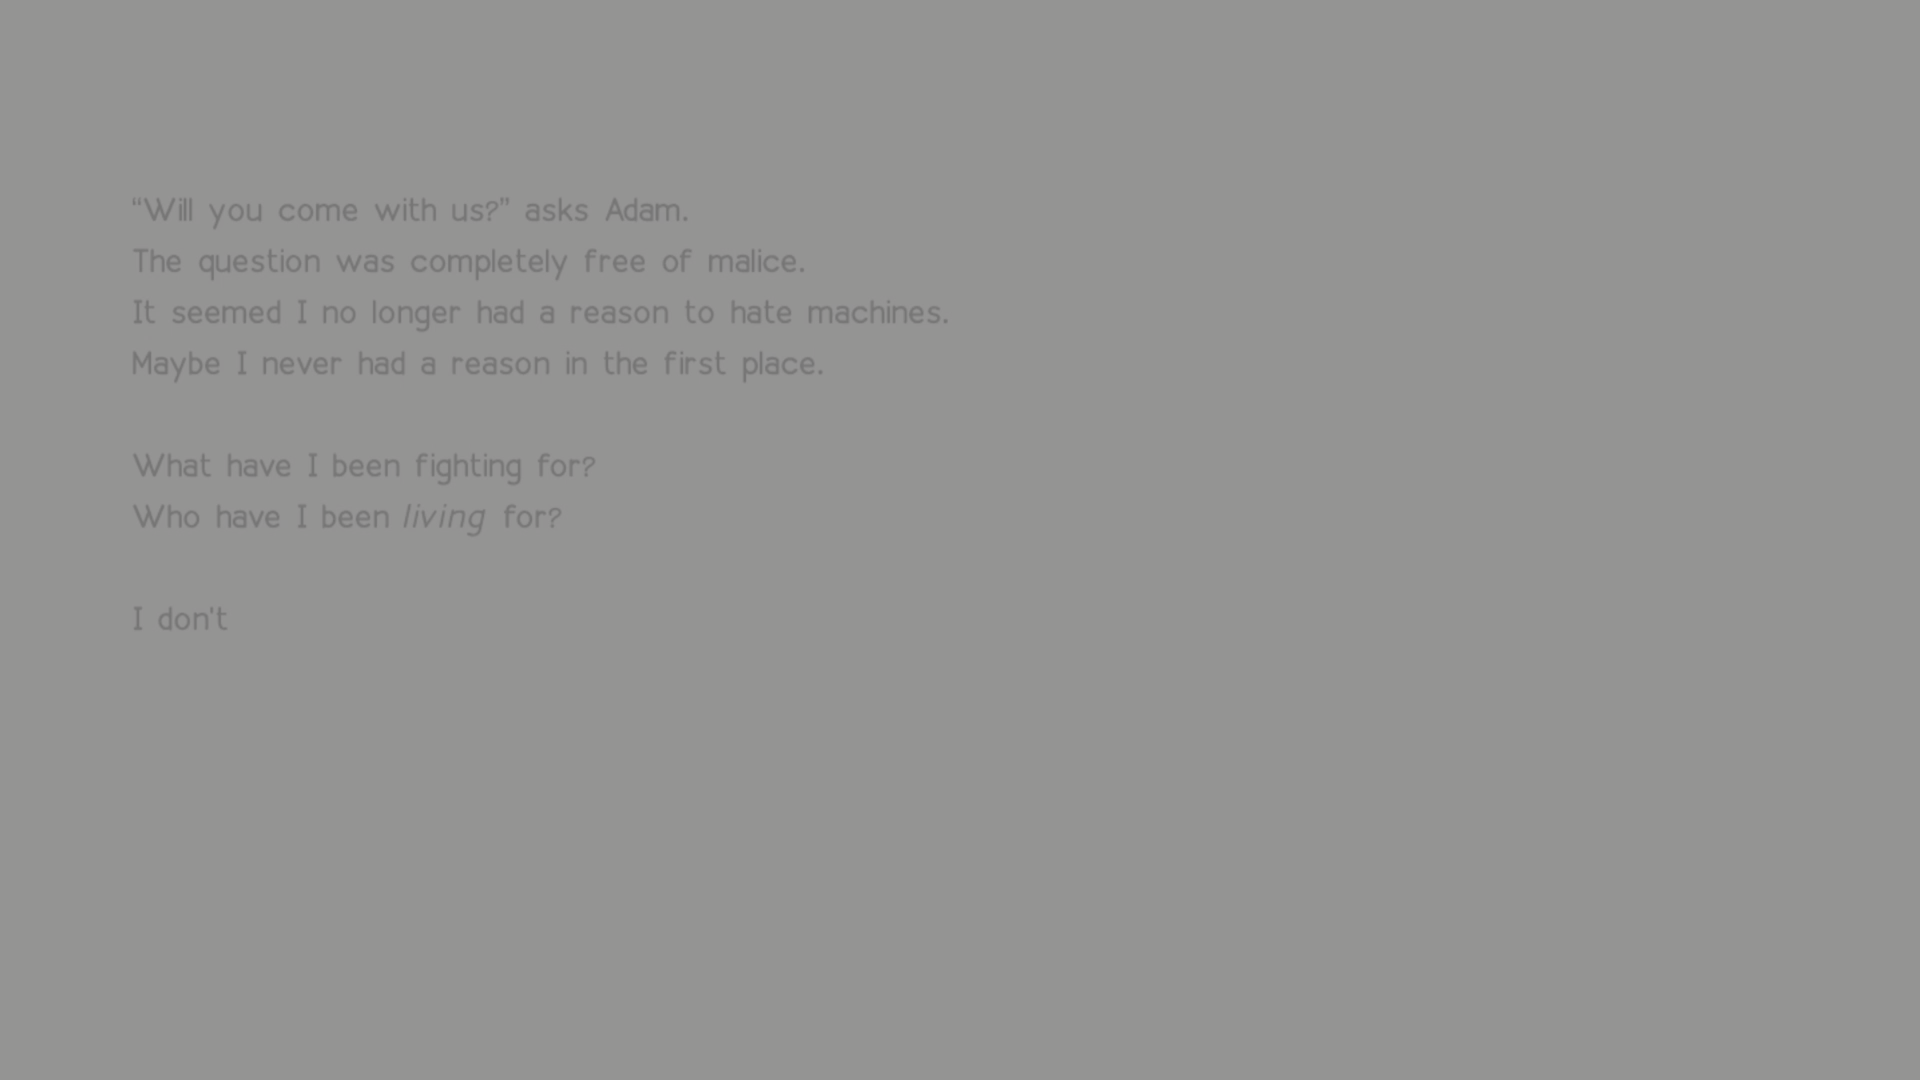 “Will you come with us?” asks Adam.
The question was completely free of malice.
It seemed I no longer had a reason to hate machines.
Maybe I never had a reason in the first place.
What have I been fighting for?
Who have I been living for?
I don't